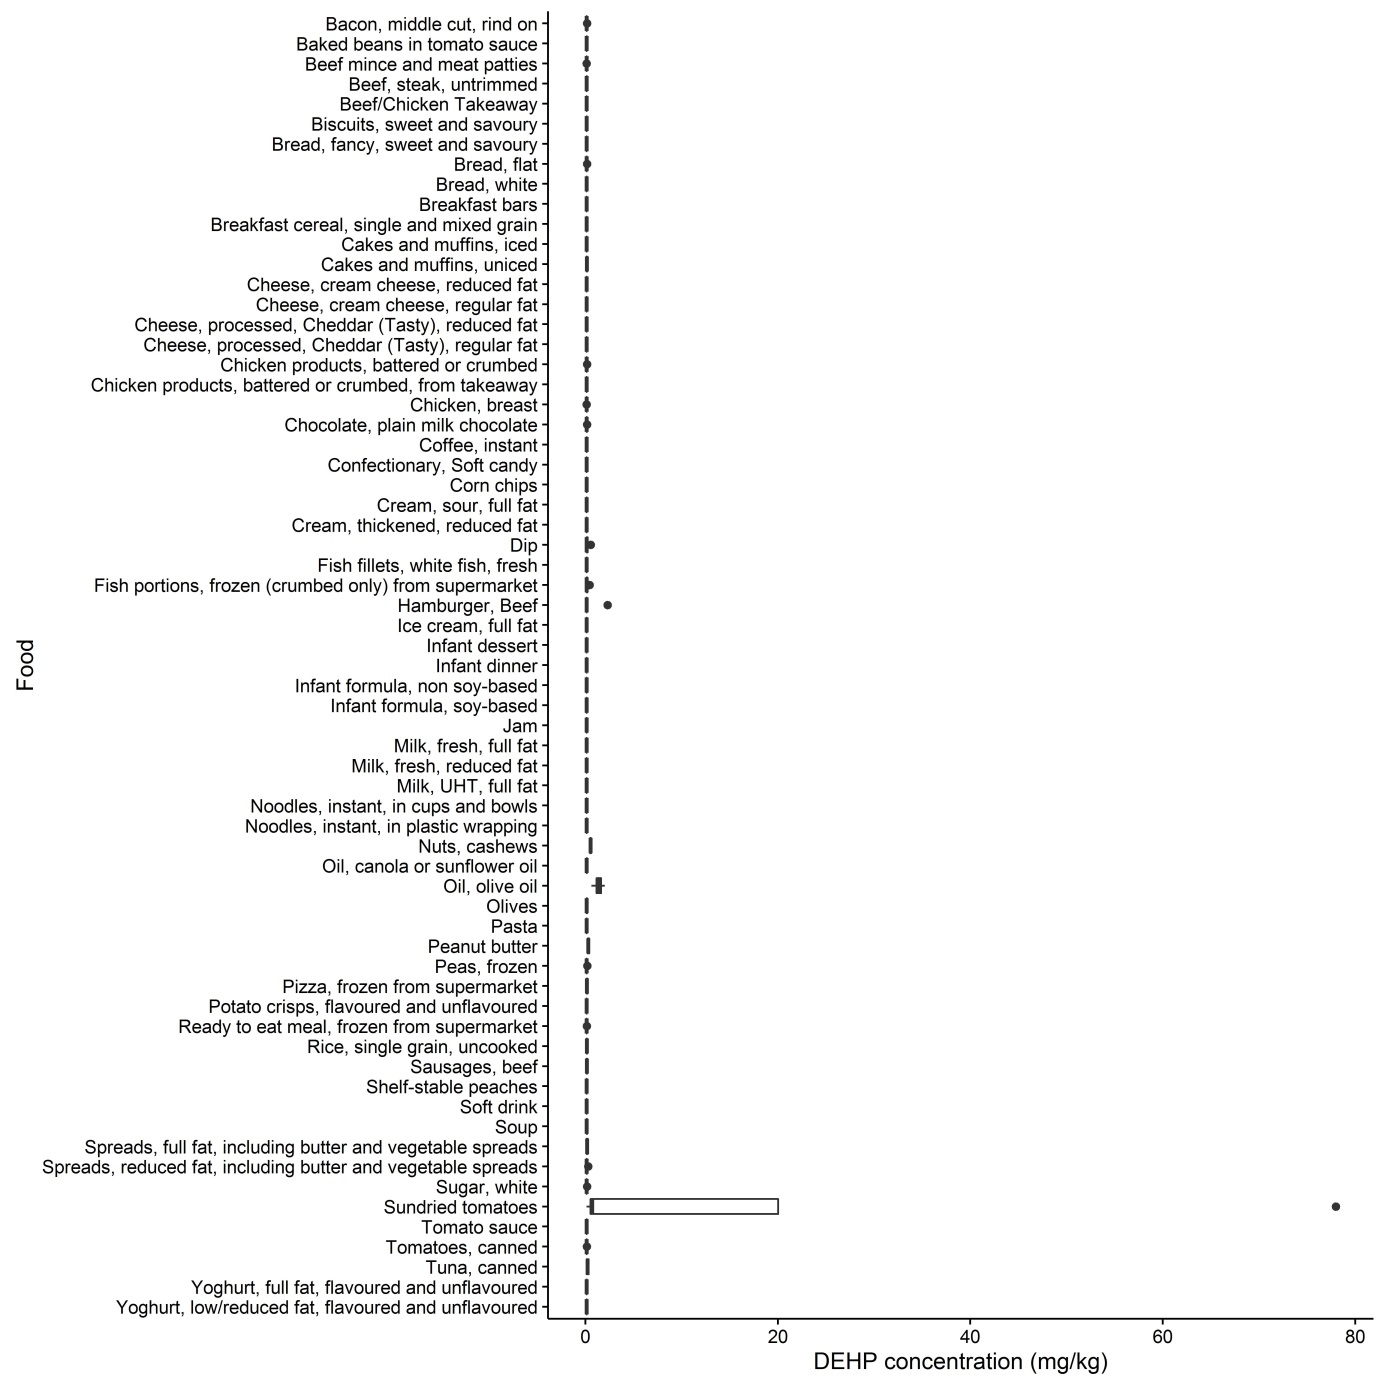 Bacon, middle cut, rind on
Baked beans in tomato sauce
Beef mince and meat patties
Beef, steak, untrimmed
Beef/Chicken Takeaway
Biscuits, sweet and savoury
Bread, fancy, sweet and savoury
Bread, flat
Bread, white
Breakfast bars
Breakfast cereal, single and mixed grain
Cakes and muffins, iced
Cakes and muffins, uniced
Cheese, cream cheese, reduced fat
Cheese, cream cheese, regular fat
Cheese, processed, Cheddar (Tasty), reduced fat
Cheese, processed, Cheddar (Tasty), regular fat
Chicken products, battered or crumbed
Chicken products, battered or crumbed, from takeaway
Chicken, breast
Chocolate, plain milk chocolate
Coffee, instant
Confectionary, Soft candy
Corn chips
Cream, sour, full fat
Cream, thickened, reduced fat
Dip
Fish fillets, white fish, fresh
Fish portions, frozen (crumbed only) from supermarket
Hamburger, Beef
Ice cream, full fat
Infant dessert
Infant dinner
Infant formula, non soy-based
Infant formula, soy-based
Jam
Milk, fresh, full fat
Milk, fresh, reduced fat
Milk, UHT, full fat
Noodles, instant, in cups and bowls
Noodles, instant, in plastic wrapping
Nuts, cashews
Oil, canola or sunflower oil
Oil, olive oil
Olives
Pasta
Peanut butter
Peas, frozen
Pizza, frozen from supermarket
Potato crisps, flavoured and unflavoured
Ready to eat meal, frozen from supermarket
Rice, single grain, uncooked
Sausages, beef
Shelf-stable peaches
Soft drink
Soup
Spreads, full fat, including butter and vegetable spreads
Spreads, reduced fat, including butter and vegetable spreads
Sugar, white
Sundried tomatoes
Tomato sauce
Tomatoes, canned
Tuna, canned
Yoghurt, full fat, flavoured and unflavoured
Yoghurt, low/reduced fat, flavoured and unflavoured
Food
0 20 40 60 80
DEHP concentration (mg/kg)